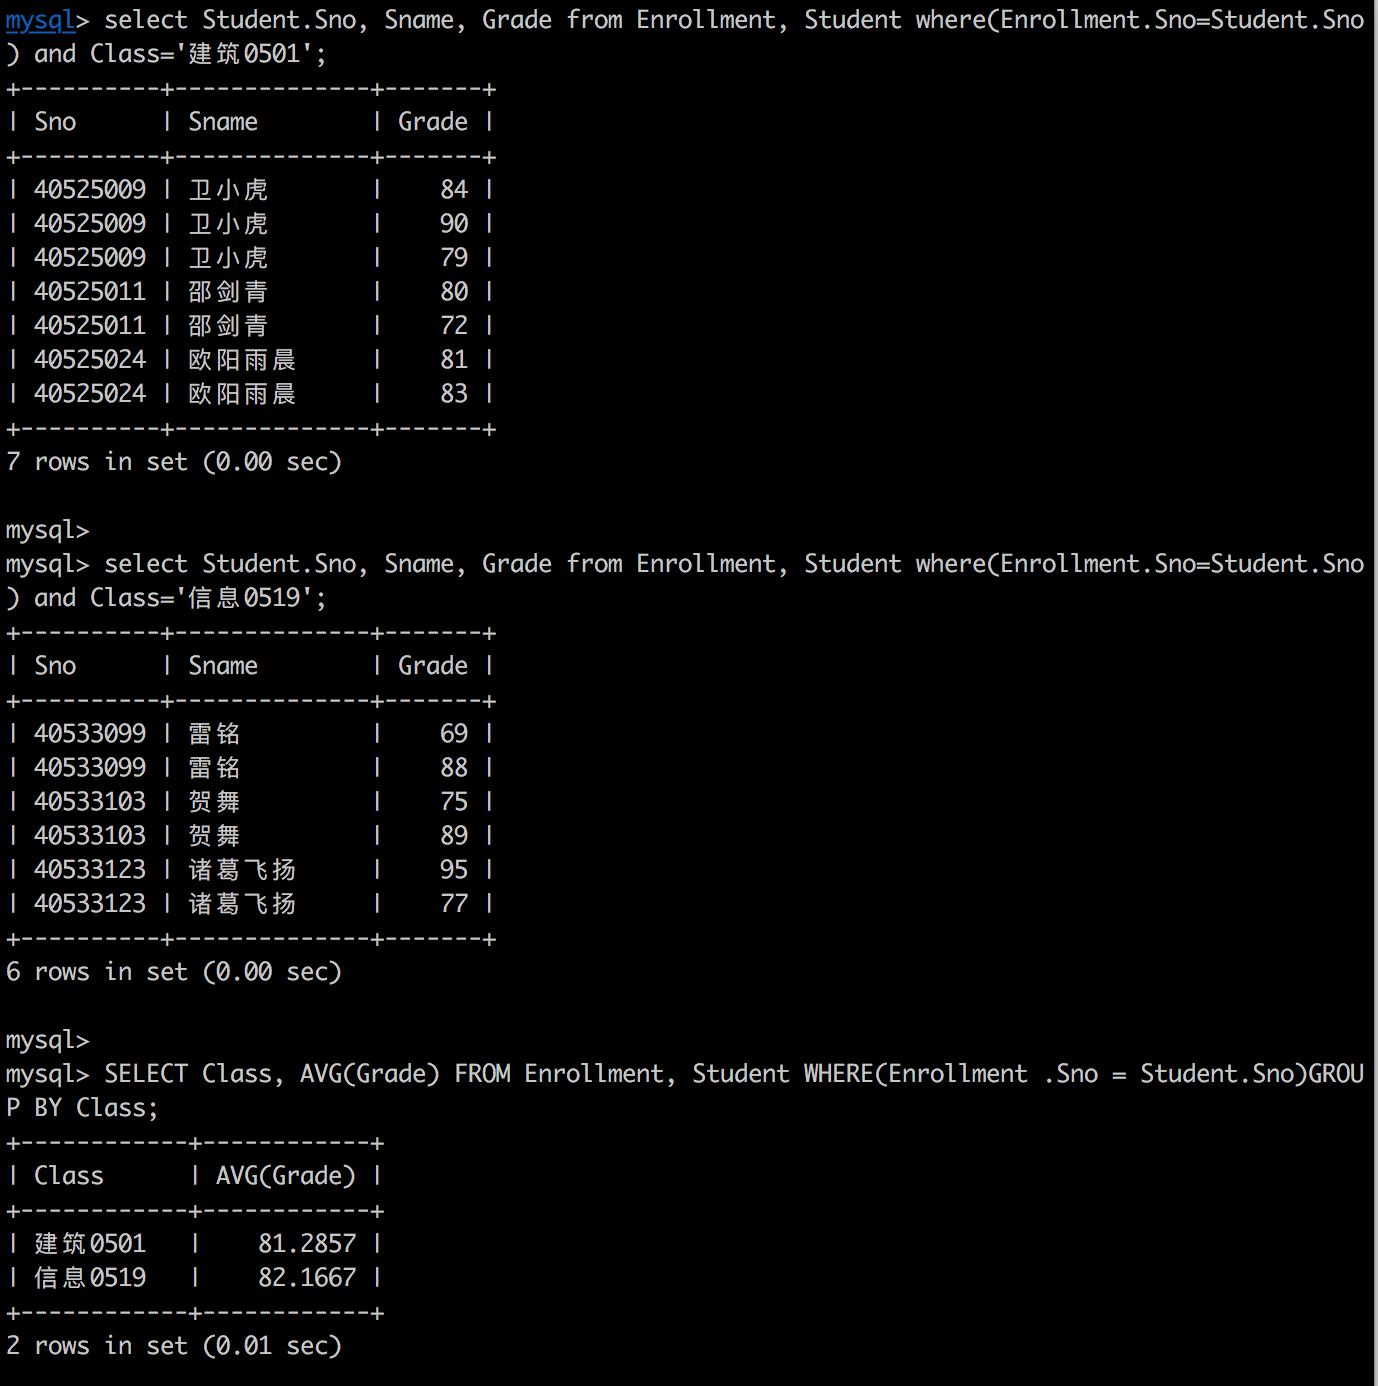 mysql> select Student.Sno, Sname, Grade from Enrollment, Student where(Enrollment.Sno=Student.Sno
) and Class='建筑0501';
+----------+--------------+-------+
| Sno      | Sname        | Grade |
+----------+--------------+-------+
| 40525009 | 卫小虎       |    84 |
| 40525009 | 卫小虎       |    90 |
| 40525009 | 卫小虎       |    79 |
| 40525011 | 邵剑青       |    80 |
| 40525011 | 邵剑青       |    72 |
| 40525024 | 欧阳雨晨     |    81 |
| 40525024 | 欧阳雨晨     |    83 |
+----------+--------------+-------+
7 rows in set (0.00 sec)
mysql>
mysql> select Student.Sno, Sname, Grade from Enrollment, Student where(Enrollment.Sno=Student.Sno
) and Class='信息0519';
+----------+--------------+-------+
| Sno      | Sname        | Grade |
+----------+--------------+-------+
| 40533099 | 雷铭         |    69 |
| 40533099 | 雷铭         |    88 |
| 40533103 | 贺舞         |    75 |
| 40533103 | 贺舞         |    89 |
| 40533123 | 诸葛飞扬     |    95 |
| 40533123 | 诸葛飞扬     |    77 |
+----------+--------------+-------+
6 rows in set (0.00 sec)
mysql>
mysql> SELECT Class, AVG(Grade) FROM Enrollment, Student WHERE(Enrollment .Sno = Student.Sno)GROU
P BY Class;
+------------+------------+
| Class      | AVG(Grade) |
+------------+------------+
| 建筑0501   |    81.2857 |
| 信息0519   |    82.1667 |
+------------+------------+
2 rows in set (0.01 sec)